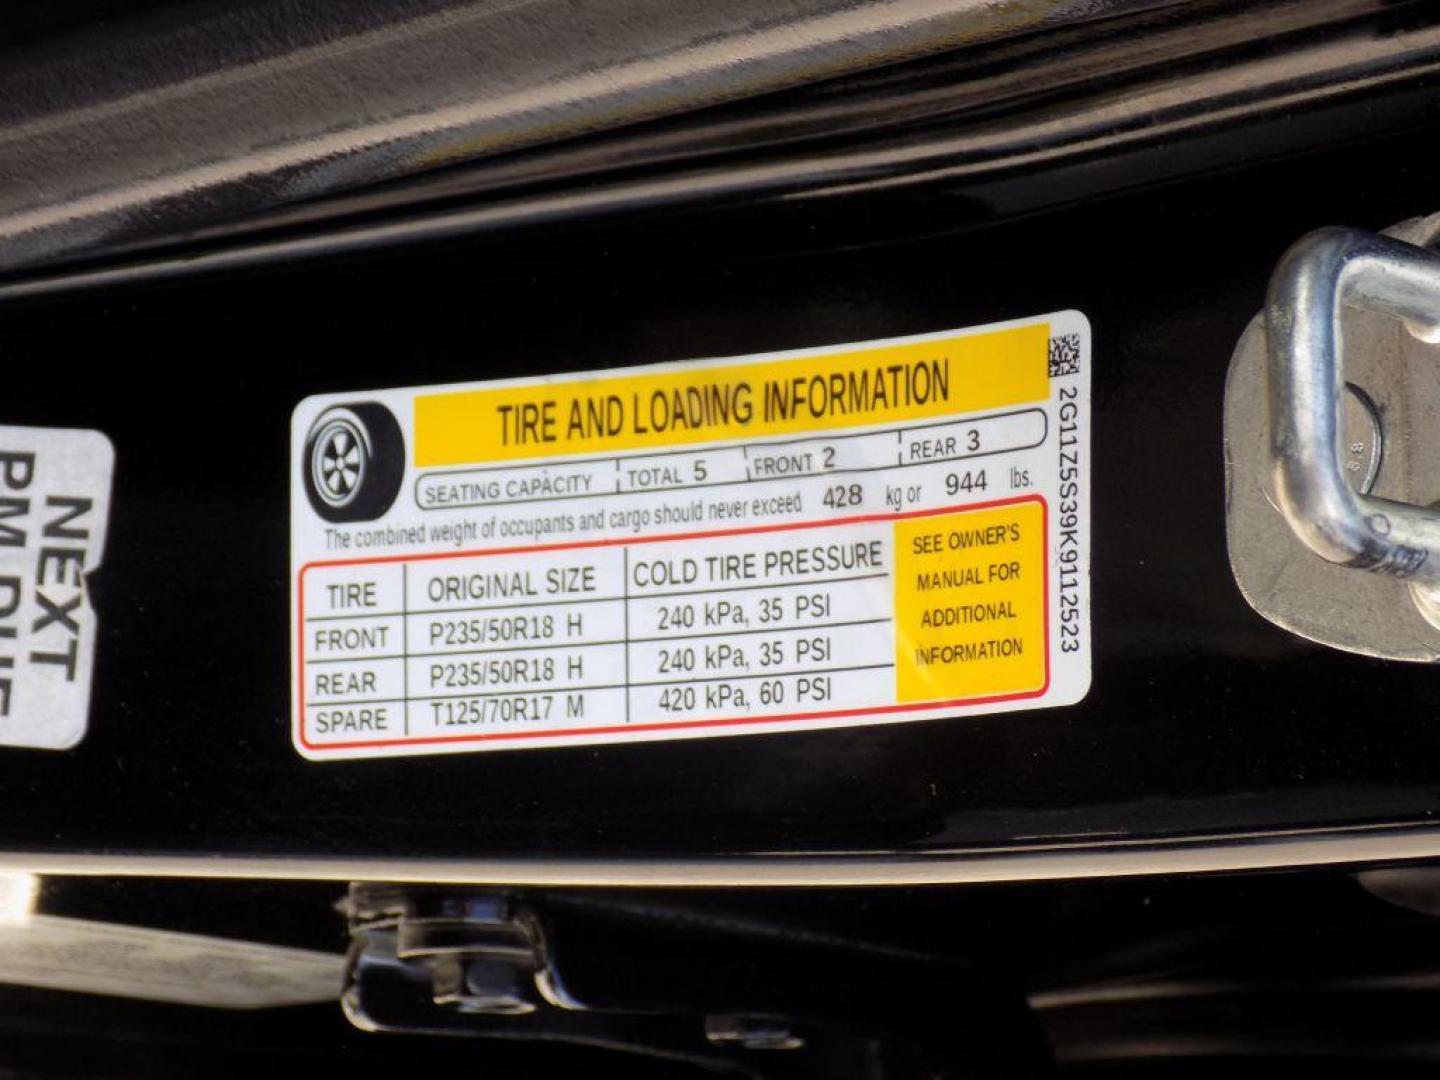 TIRE AND LOADING INFORMATION
SEATING CAPACITY TOTAL 5 FRONT 2 REAR 3
The combined weight of occupants and cargo should never exceed 428 kg or 944 lbs.
TIRE ORIGINAL SIZE COLD TIRE PRESSURE
FRONT P235/50R18 H 240 kPa, 35 PSI
REAR P235/50R18 H 240 kPa, 35 PSI
SPARE T125/70R17 M 420 kPa, 60 PSI
SEE OWNER'S
MANUAL FOR
ADDITIONAL
INFORMATION
2G11Z5S39K9112523
NEXT
PM DUE